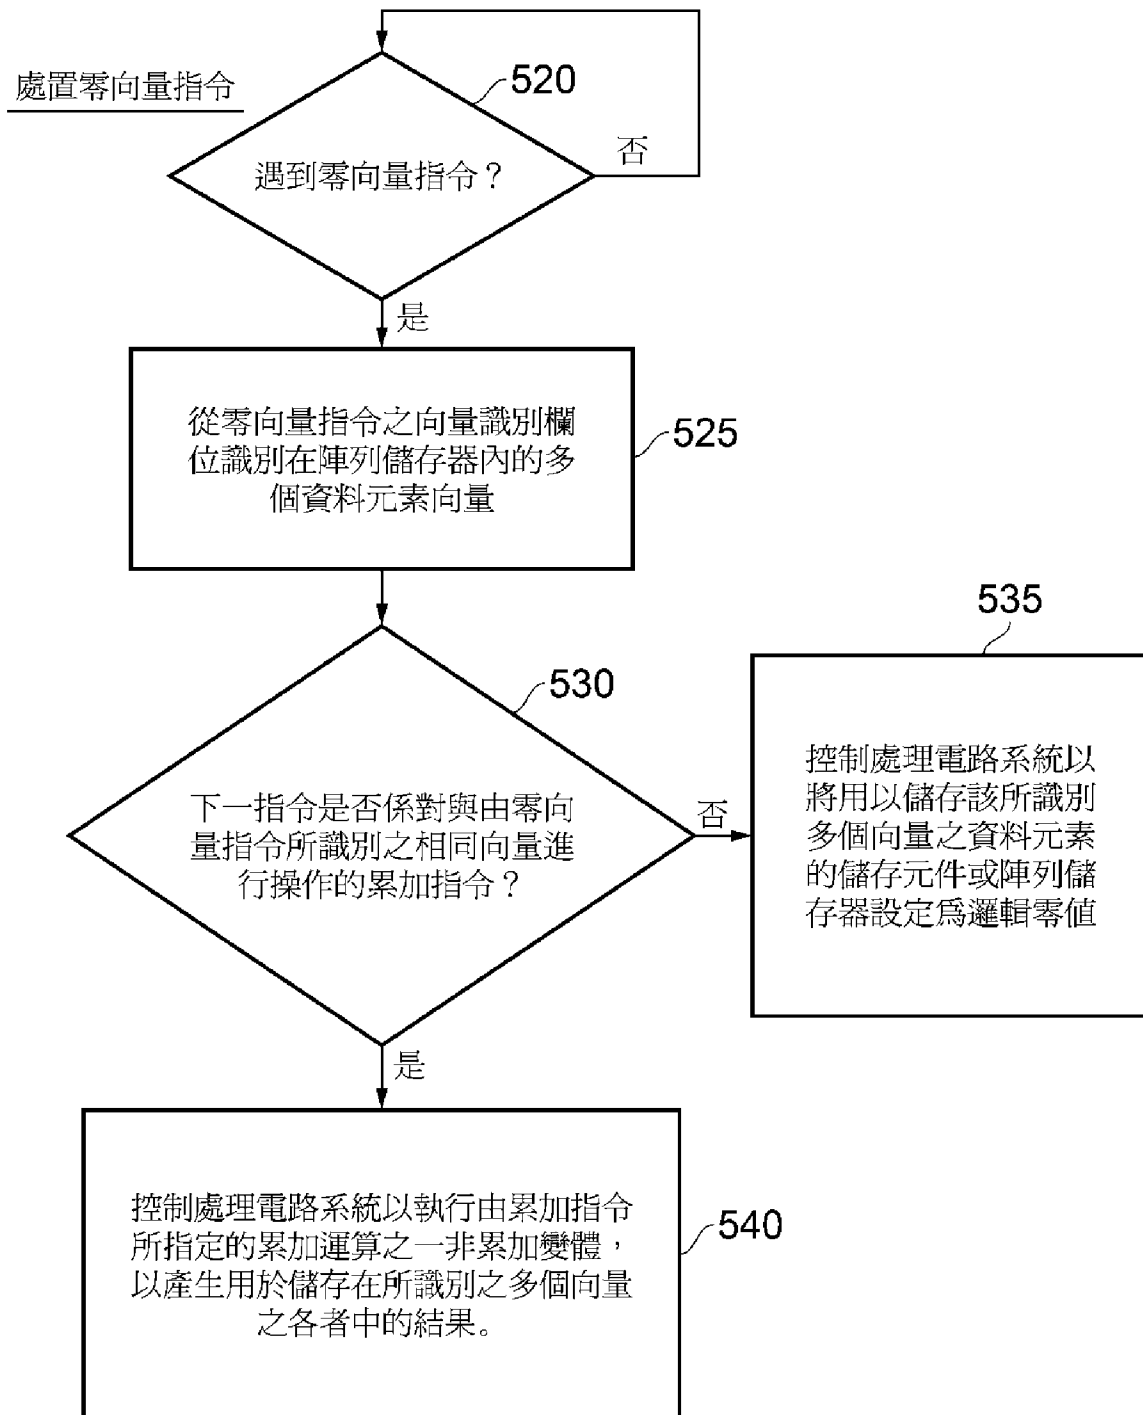 處置零向量指令
520
遇到零向量指令？
否
是
從零向量指令之向量識別欄
位識別在陣列儲存器內的多
個資料元素向量
525
530
下一指令是否係對與由零向
量指令所識別之相同向量進
行操作的累加指令？
否
535
控制處理電路系統以
將用以儲存該所識別
多個向量之資料元素
的儲存元件或陣列儲
存器設定爲邏輯零值
是
控制處理電路系統以執行由累加指令
所指定的累加運算之一非累加變體，
以產生用於儲存在所識別之多個向量
之各者中的結果。
540